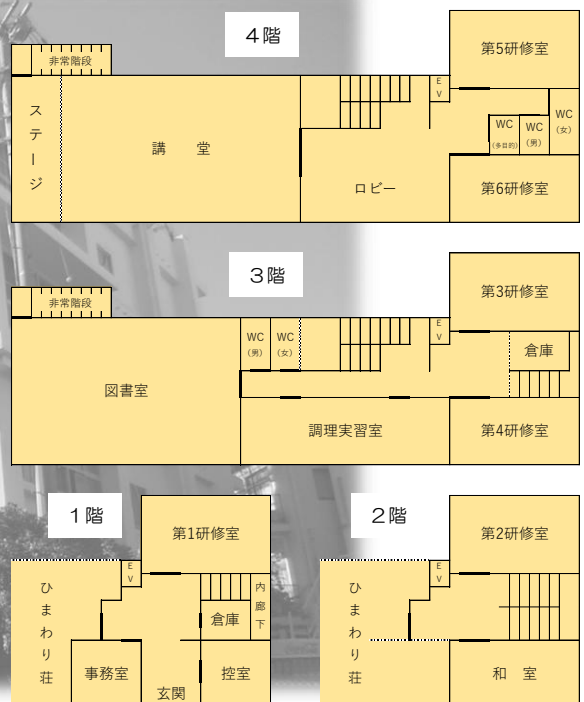 4階
非常階段
ステージ
講 堂
ロビー
EV
第5研修室
WC
(多目的)
WC
(男)
WC
(女)
第6研修室
3階
非常階段
図書室
WC
(男)
WC
(女)
EV
調理実習室
第3研修室
倉庫
第4研修室
1階
ひまわり荘
EV
第1研修室
倉庫
内廊下
事務室
玄関
控室
2階
ひまわり荘
EV
第2研修室
和 室